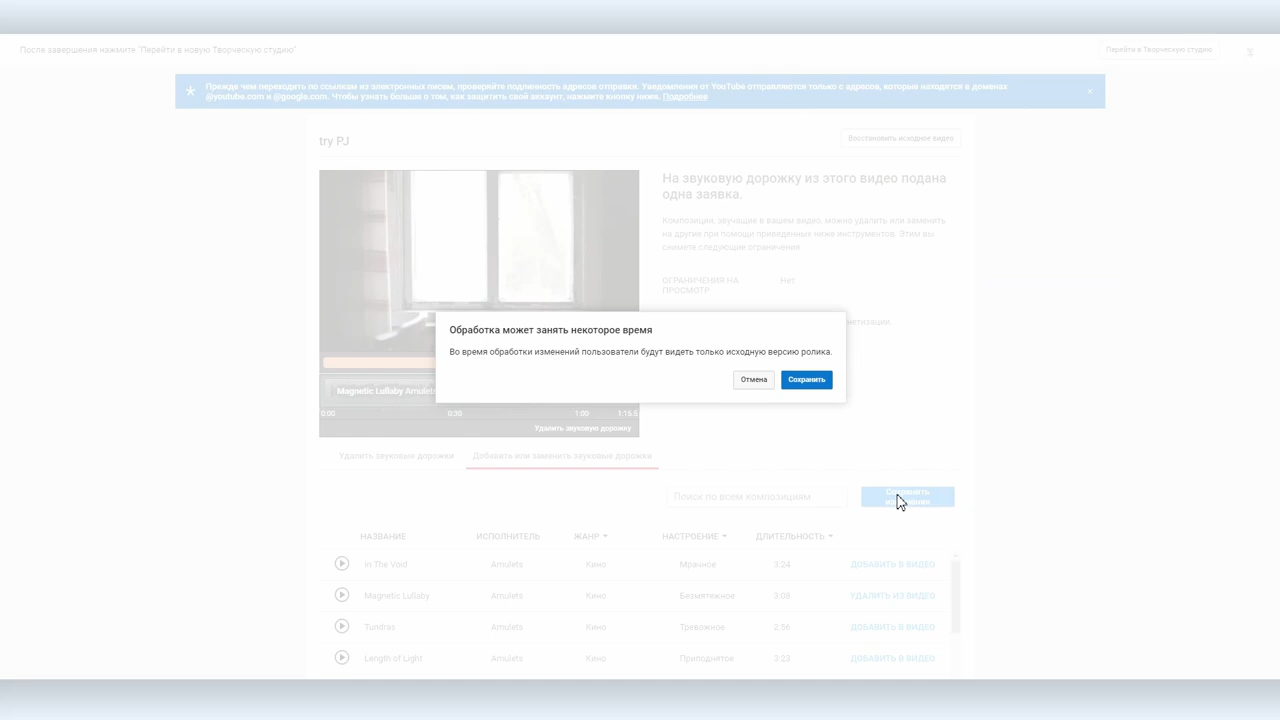 После завершения нажмите "Перейти в новую Творческую студию"
Перейти в Творческую студию
Прежде чем переходить по ссылкам из электронных писем, проверяйте подлинность адресов отправки. Уведомления от YouTube отправляются только с адресов, которые находятся в доменах
@youtube.com и @google.com. Чтобы узнать больше о том, как защитить свой аккаунт, нажмите кнопку ниже. Подробнее
try PJ
Восстановить исходное видео
На звуковую дорожку из этого видео подана
одна заявка.
Композиции, звучащие в вашем видео, можно удалить или заменить
на другие при помощи приведенных ниже инструментов. Этим вы
снимете следующие ограничения
ОГРАНИЧЕНИЯ НА
ПРОСМОТР
Нет
Обработка может занять некоторое время
Во время обработки изменений пользователи будут видеть только исходную версию ролика.
Отмена
Сохранить
Magnetic Lullaby Amulets
0:00
0:30
1:00
1:15.5
Удалить звуковую дорожку
Удалить звуковые дорожки
Добавить или заменить звуковые дорожки
Поиск по всем композициям
Сохранить
НАЗВАНИЕ
ИСПОЛНИТЕЛЬ
ЖАНР
НАСТРОЕНИЕ
ДЛИТЕЛЬНОСТЬ
In The Void
Amulets
Кино
Мрачное
3:24
ДОБАВИТЬ В ВИДЕО
Magnetic Lullaby
Amulets
Кино
Безмятежное
3:08
УДАЛИТЬ ИЗ ВИДЕО
Tundras
Amulets
Кино
Тревожное
2:56
ДОБАВИТЬ В ВИДЕО
Length of Light
Amulets
Кино
Приподнятое
3:23
ДОБАВИТЬ В ВИДЕО